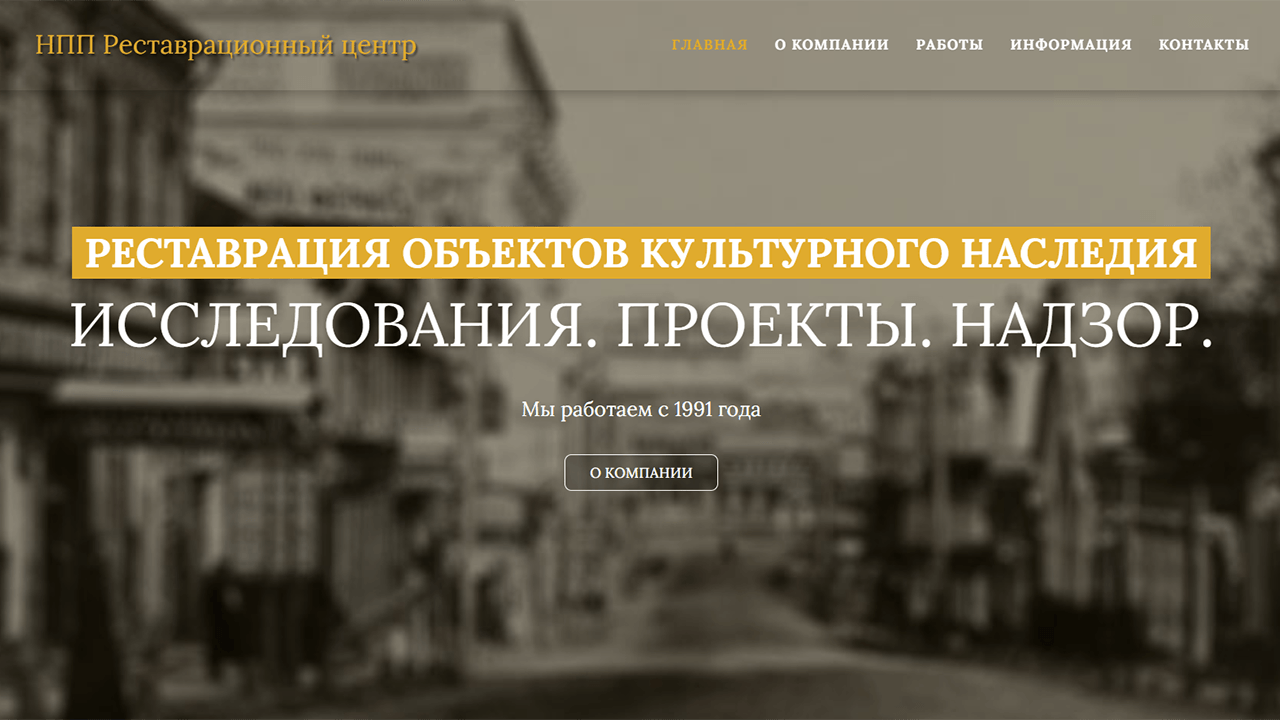 НПП Реставрационный центр
ГЛАВНАЯ О КОМПАНИИ РАБОТЫ ИНФОРМАЦИЯ КОНТАКТЫ
РЕСТАВРАЦИЯ ОБЪЕКТОВ КУЛЬТУРНОГО НАСЛЕДИЯ
ИССЛЕДОВАНИЯ. ПРОЕКТЫ. НАДЗОР.
Мы работаем с 1991 года
О КОМПАНИИ